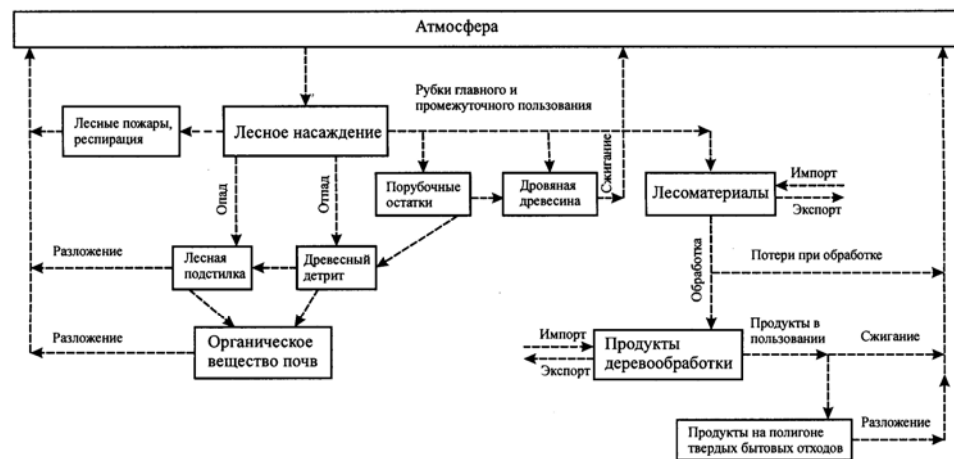 Атмосфера
Рубки главного и
промежуточного пользования
Лесные пожары,
респирация
Лесное насаждение
Сжигание
Порубочные
остатки
Дровяная
древесина
Лесоматериалы
Импорт
Экспорт
Опад
Отпад
Разложение
Лесная
подстилка
Древесный
детрит
Обработка
Потери при обработке
Разложение
Органическое
вещество почв
Импорт
Экспорт
Продукты
деревообработки
Продукты в
пользовании
Сжигание
Продукты на полигоне
твердых бытовых отходов
Разложение